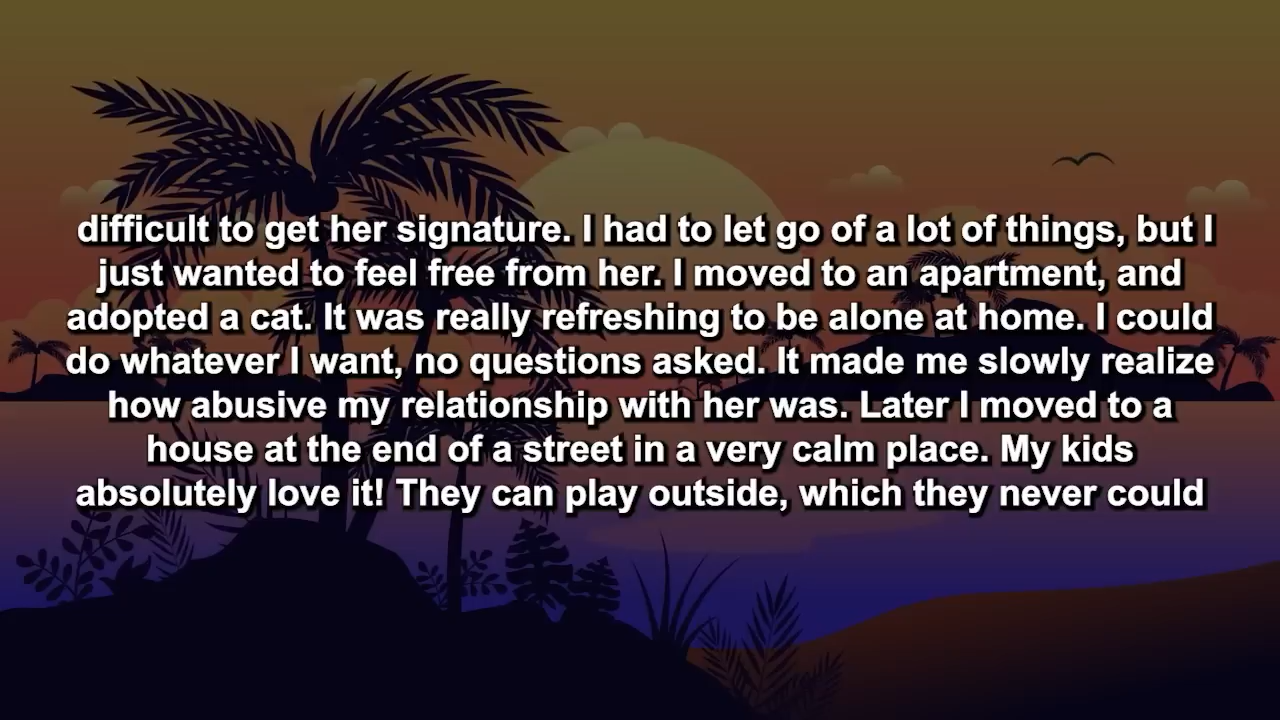 difficult to get her signature. I had to let go of a lot of things, but I
just wanted to feel free from her. I moved to an apartment, and
adopted a cat. It was really refreshing to be alone at home. I could
do whatever I want, no questions asked. It made me slowly realize
how abusive my relationship with her was. Later I moved to a
house at the end of a street in a very calm place. My kids
absolutely love it! They can play outside, which they never could